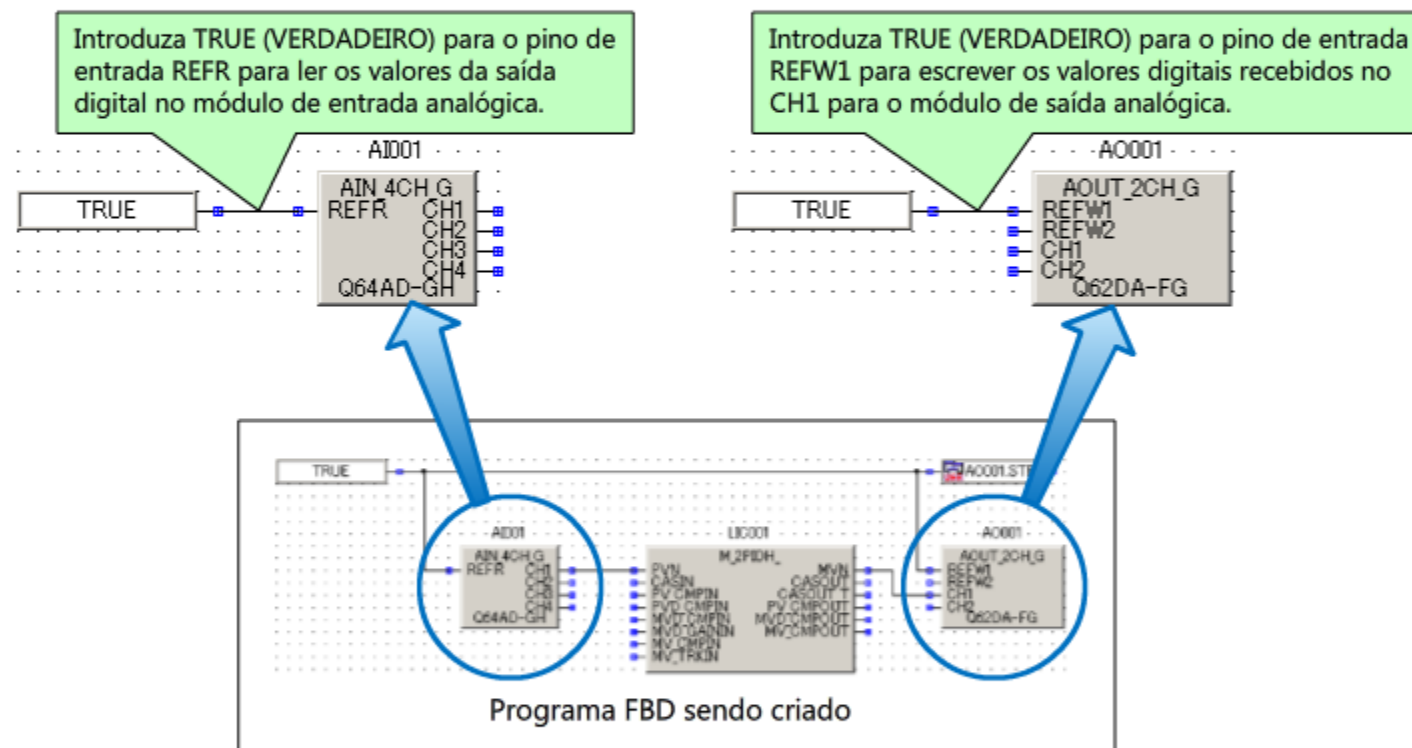 Introduza TRUE (VERDADEIRO) para o pino de
entrada REFR para ler os valores da saída
digital no módulo de entrada analógica.
Introduza TRUE (VERDADEIRO) para o pino de entrada
REFW1 para escrever os valores digitais recebidos no
CH1 para o módulo de saída analógica.
AI001
AIN_4CH_G
TRUE
REFR CH1
CH2
CH3
CH4
Q64AD-GH
AO001
AOUT_2CH_G
TRUE
REFW1
REFW2
CH1
CH2
Q62DA-FG
TRUE
AO001.ST
AI001
AIN_4CH_G
REFR CH1
CH2
CH3
CH4
Q64AD-GH
LIC001
M_2PIDH_
PVN MVN
CASIN CASOUT
PV_CMPIN CASOUT_T
PVD_CMPIN PV_CMPOUT
MVD_CMPIN MVD_CMPOUT
MVD_GAININ MV_CMPOUT
MV_CMPIN
MV_TRKIN
AO001
AOUT_2CH_G
REFW1
REFW2
CH1
CH2
Q62DA-FG
Programa FBD sendo criado